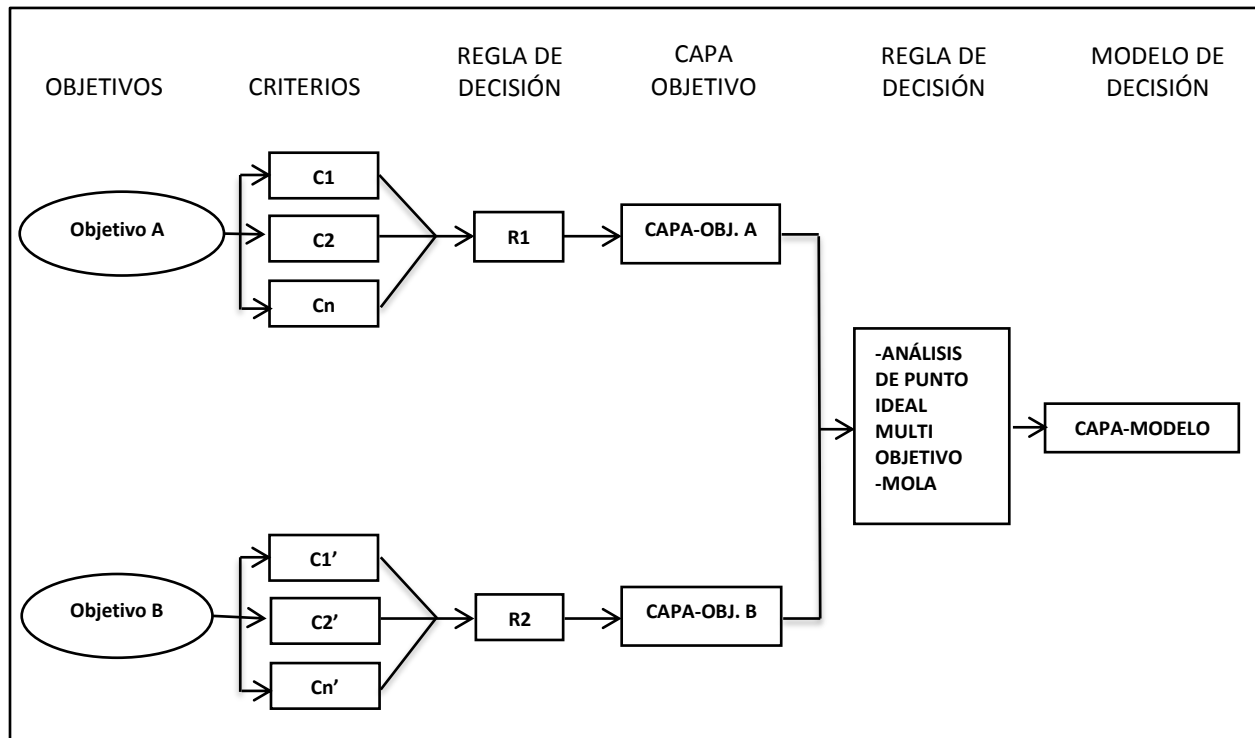 OBJETIVOS
CRITERIOS
REGLA DE
DECISIÓN
CAPA
OBJETIVO
REGLA DE
DECISIÓN
MODELO DE
DECISIÓN
Objetivo A
C1
C2
Cn
R1
CAPA-OBJ. A
-ANÁLISIS
DE PUNTO
IDEAL
MULTI
OBJETIVO
-MOLA
CAPA-MODELO
Objetivo B
C1’
C2’
Cn’
R2
CAPA-OBJ. B